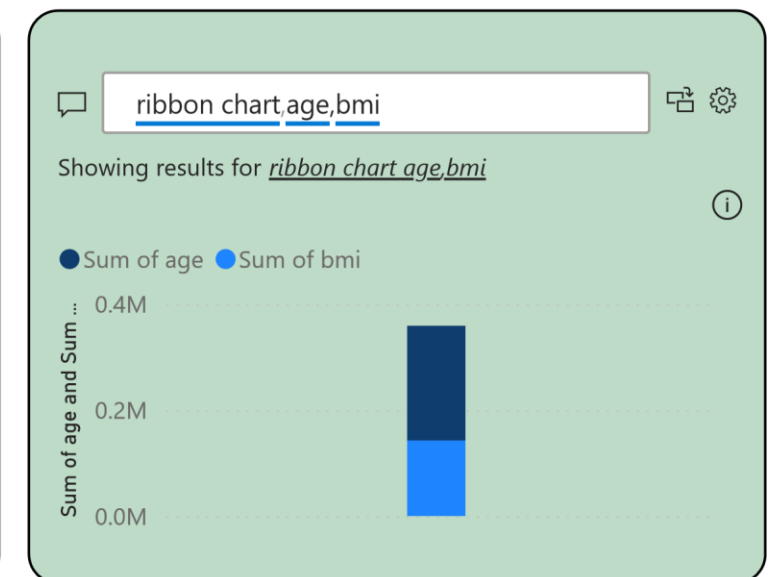 ribbon chart,age,bmi
Showing results for ribbon chart age,bmi
Sum of age Sum of bmi
Sum of age and Sum ...
0.4M
0.2M
0.0M